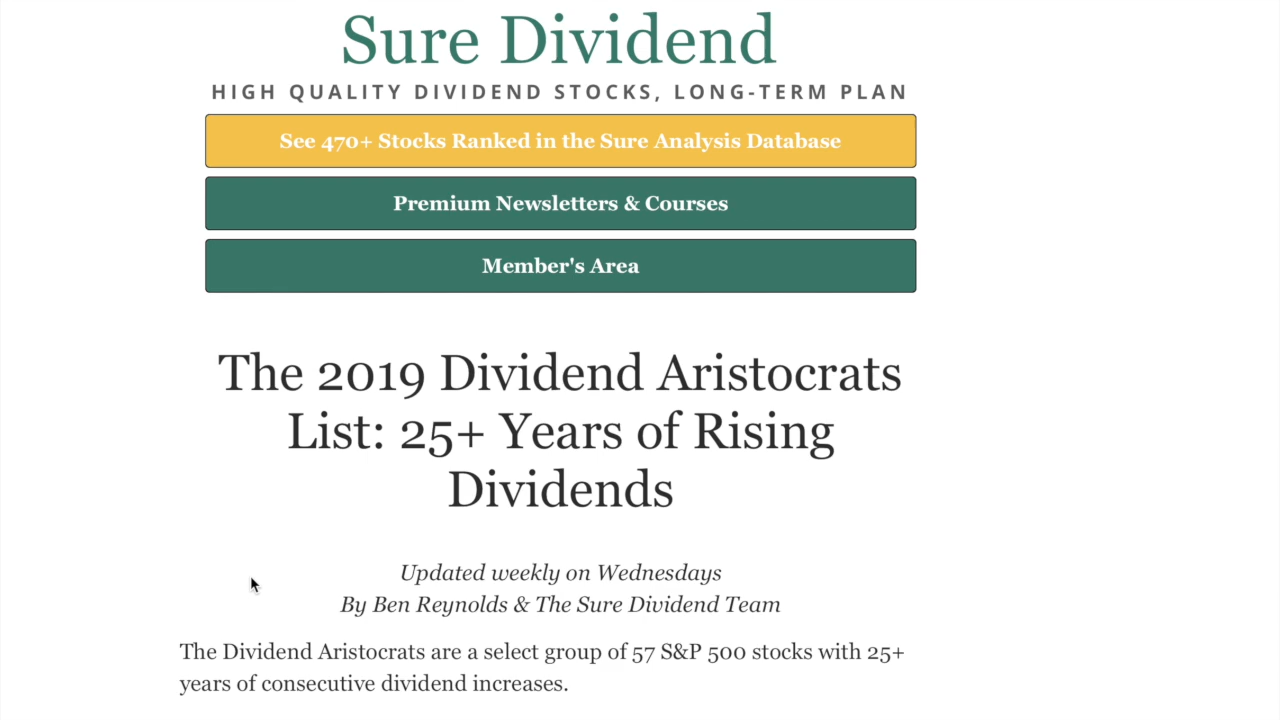 Sure Dividend
HIGH QUALITY DIVIDEND STOCKS, LONG-TERM PLAN
See 470+ Stocks Ranked in the Sure Analysis Database
Premium Newsletters & Courses
Member's Area
The 2019 Dividend Aristocrats
List: 25+ Years of Rising
Dividends
Updated weekly on Wednesdays
By Ben Reynolds & The Sure Dividend Team
The Dividend Aristocrats are a select group of 57 S&P 500 stocks with 25+
years of consecutive dividend increases.